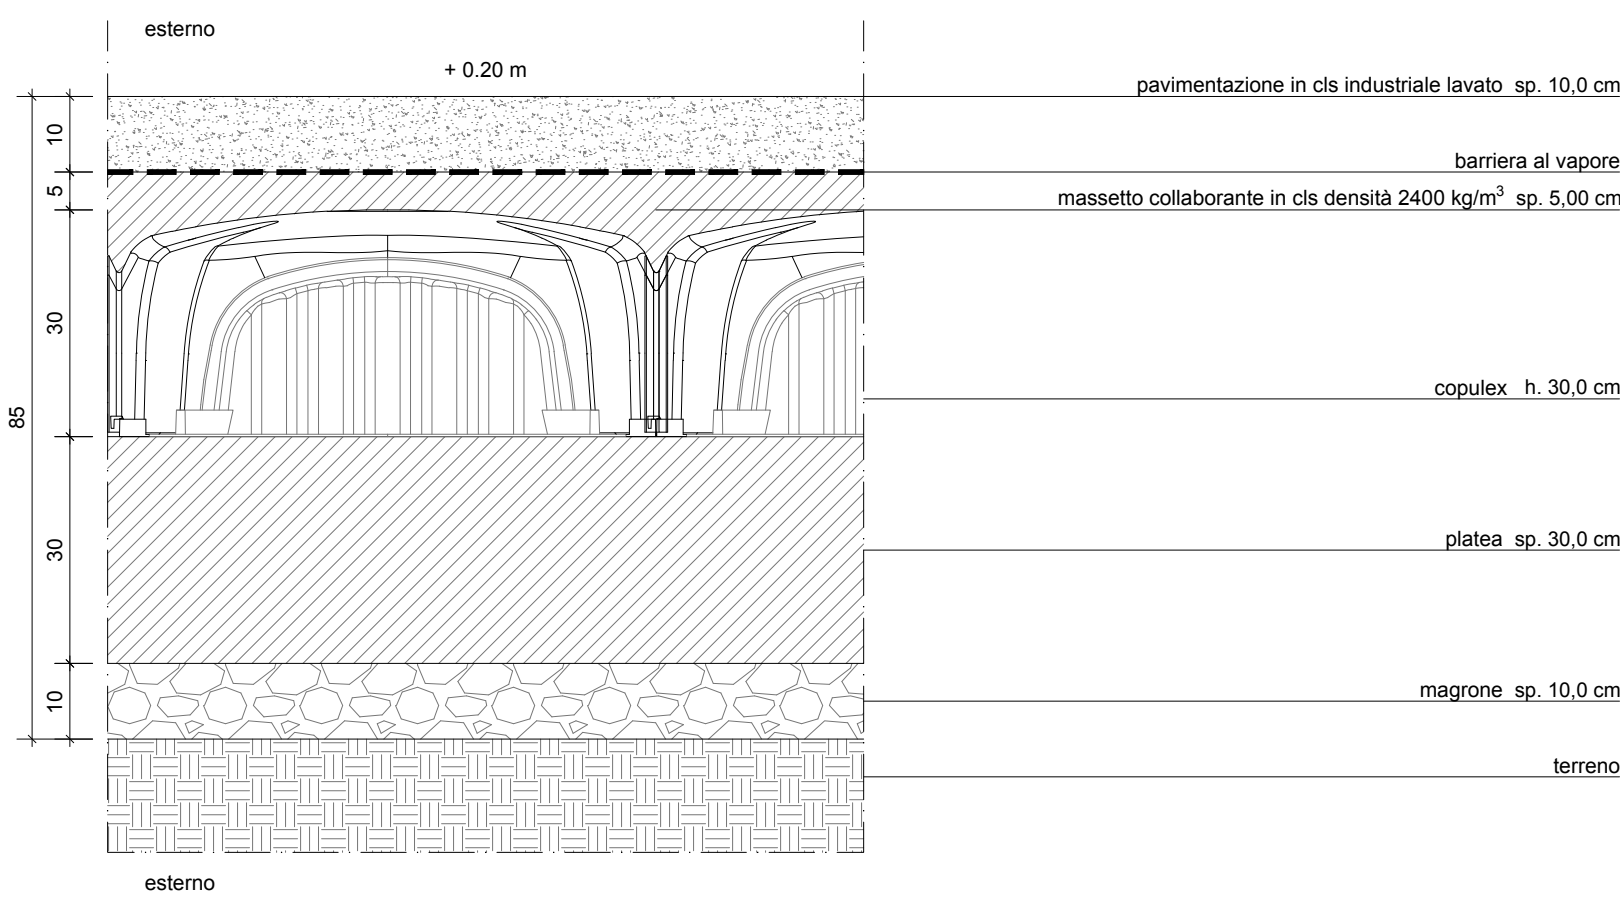 esterno
+ 0.20 m
pavimentazione in cls industriale lavato sp. 10,0 cm
10
barriera al vapore
5
massetto collaborante in cls densità 2400 kg/m³ sp. 5,00 cm
30
copulex h. 30,0 cm
85
platea sp. 30,0 cm
30
magrone sp. 10,0 cm
10
terreno
esterno